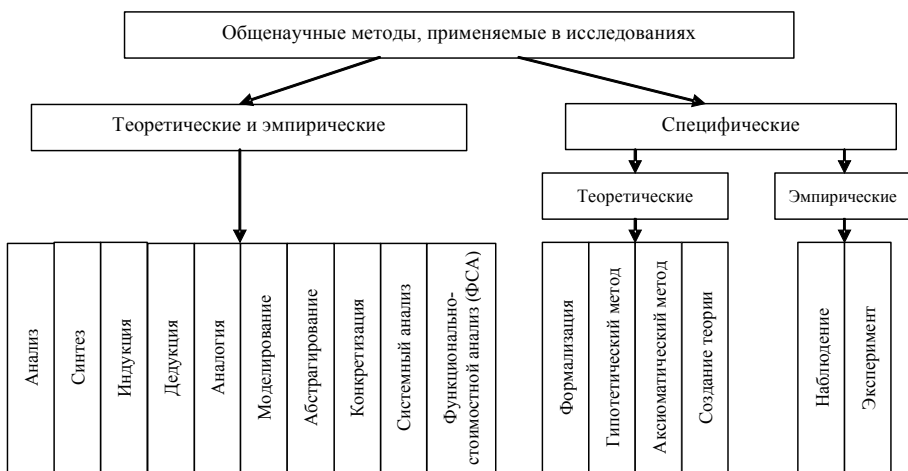 Общенаучные методы, применяемые в исследованиях
Теоретические и эмпирические
Специфические
Теоретические
Эмпирические
Анализ
Синтез
Индукция
Дедукция
Аналогия
Моделирование
Абстрагирование
Конкретизация
Системный анализ
Функционально-
стоимостной анализ (ФСА)
Формализация
Гипотетический метод
Аксиоматический метод
Создание теории
Наблюдение
Эксперимент